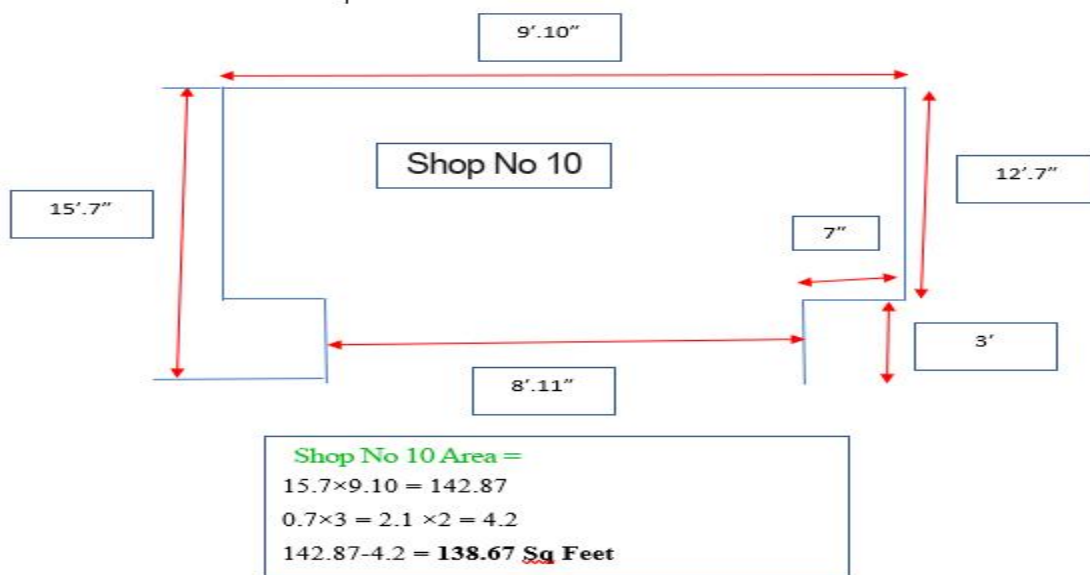 9'.10"
Shop No 10
15'.7"
12'.7"
7"
3'
8'.11"
Shop No 10 Area =
15.7×9.10 = 142.87
0.7×3 = 2.1 ×2 = 4.2
142.87-4.2 = 138.67 Sq Feet